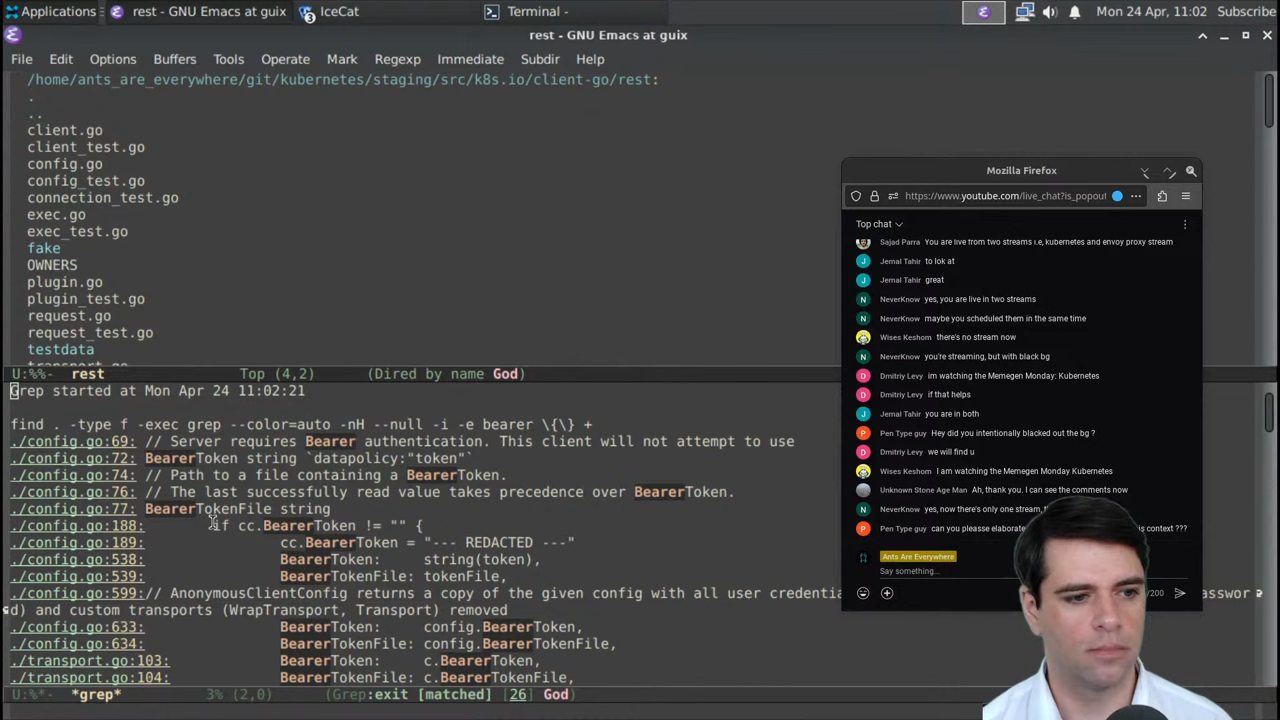 Applications
rest - GNU Emacs at guix
3
IceCat
Terminal -
Mon 24 Apr, 11:02
Subscribe
rest - GNU Emacs at guix
File Edit Options Buffers Tools Operate Mark Regexp Immediate Subdir Help
/home/ants_are_everywhere/git/kubernetes/staging/src/k8s.io/client-go/rest:
.
..
client.go
client_test.go
config.go
config_test.go
connection_test.go
exec.go
exec_test.go
fake
OWNERS
plugin.go
plugin_test.go
request.go
request_test.go
testdata
transport.go
U:%%- rest Top (4,2) (Dired by name God)
Grep started at Mon Apr 24 11:02:21
find . -type f -exec grep --color=auto -nH --null -i -e bearer \{\} +
./config.go:69: // Server requires Bearer authentication. This client will not attempt to use
./config.go:72: BearerToken string `datapolicy:"token"`
./config.go:74: // Path to a file containing a BearerToken.
./config.go:76: // The last successfully read value takes precedence over BearerToken.
./config.go:77: BearerTokenFile string
./config.go:188: if cc.BearerToken != "" {
./config.go:189: cc.BearerToken = "--- REDACTED ---"
./config.go:538: BearerToken: string(token),
./config.go:539: BearerTokenFile: tokenFile,
./config.go:599:// AnonymousClientConfig returns a copy of the given config with all user credentia
d) and custom transports (WrapTransport, Transport) removed
./config.go:633: BearerToken: config.BearerToken,
./config.go:634: BearerTokenFile: config.BearerTokenFile,
./transport.go:103: BearerToken: c.BearerToken,
./transport.go:104: BearerTokenFile: c.BearerTokenFile,
U:%*- *grep* 3% (2,0) (Grep:exit [matched] [26] God)
Mozilla Firefox
https://www.youtube.com/live_chat?is_popout
Top chat
Sajad Parra You are live from two streams i.e, kubernetes and envoy proxy stream
Jemal Tahir to lok at
Jemal Tahir great
NeverKnow yes, you are live in two streams
NeverKnow maybe you scheduled them in the same time
Wises Keshom there's no stream now
NeverKnow you're streaming, but with black bg
Dmitriy Levy im watching the Memegen Monday: Kubernetes
Dmitriy Levy if that helps
Jemal Tahir you are in both
Pen Type guy Hey did you intentionally blacked out the bg ?
Dmitriy Levy we will find u
Wises Keshom I am watching the Memegen Monday Kubernetes
Unknown Stone Age Man Ah, thank you. I can see the comments now
NeverKnow yes, now there's only one stream, th
Pen Type guy can you pleasse elaborate is context ???
Ants Are Everywhere
Say something...
/200